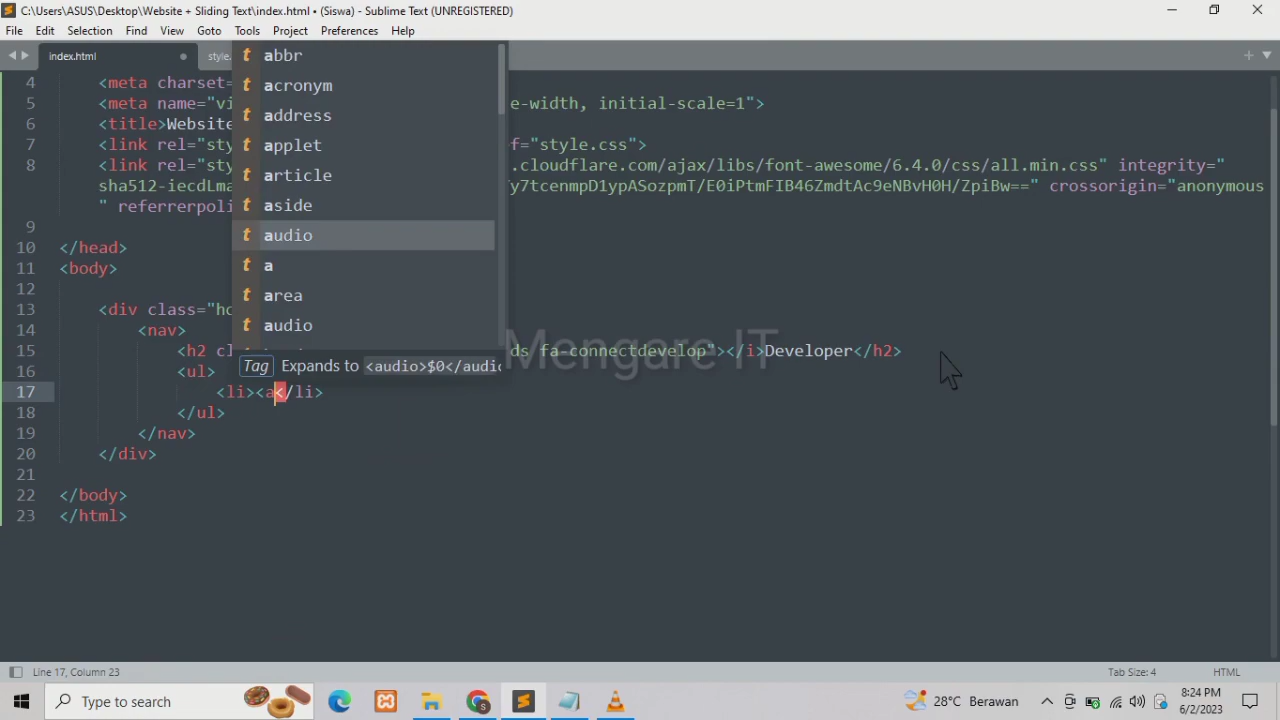 C:\Users\ASUS\Desktop\Website + Sliding Text\index.html • (Siswa) - Sublime Text (UNREGISTERED)
File Edit Selection Find View Goto Tools Project Preferences Help
index.html
style.
abbr
acronym
address
applet
article
aside
audio
a
area
audio
Tag Expands to <audio>$0</audio
4 <meta charset=
5 <meta name="vi e-width, initial-scale=1">
6 <title>Website
7 <link rel="sty f="style.css">
8 <link rel="sty .cloudflare.com/ajax/libs/font-awesome/6.4.0/css/all.min.css" integrity="
sha512-iecdLma y7tcenmpD1ypASozpmT/E0iPtmFIB46ZmdtAc9eNBvH0H/ZpiBw==" crossorigin="anonymous
" referrerpoli
9
10 </head>
11 <body>
12
13 <div class="ho
14 <nav>
15 <h2 cl ds fa-connectdevelop"></i>Developer</h2>
16 <ul>
17 <li><a</li>
18 </ul>
19 </nav>
20 </div>
21
22 </body>
23 </html>
Mengare IT
Line 17, Column 23
Tab Size: 4 HTML
Type to search
28°C Berawan
8:24 PM
6/2/2023